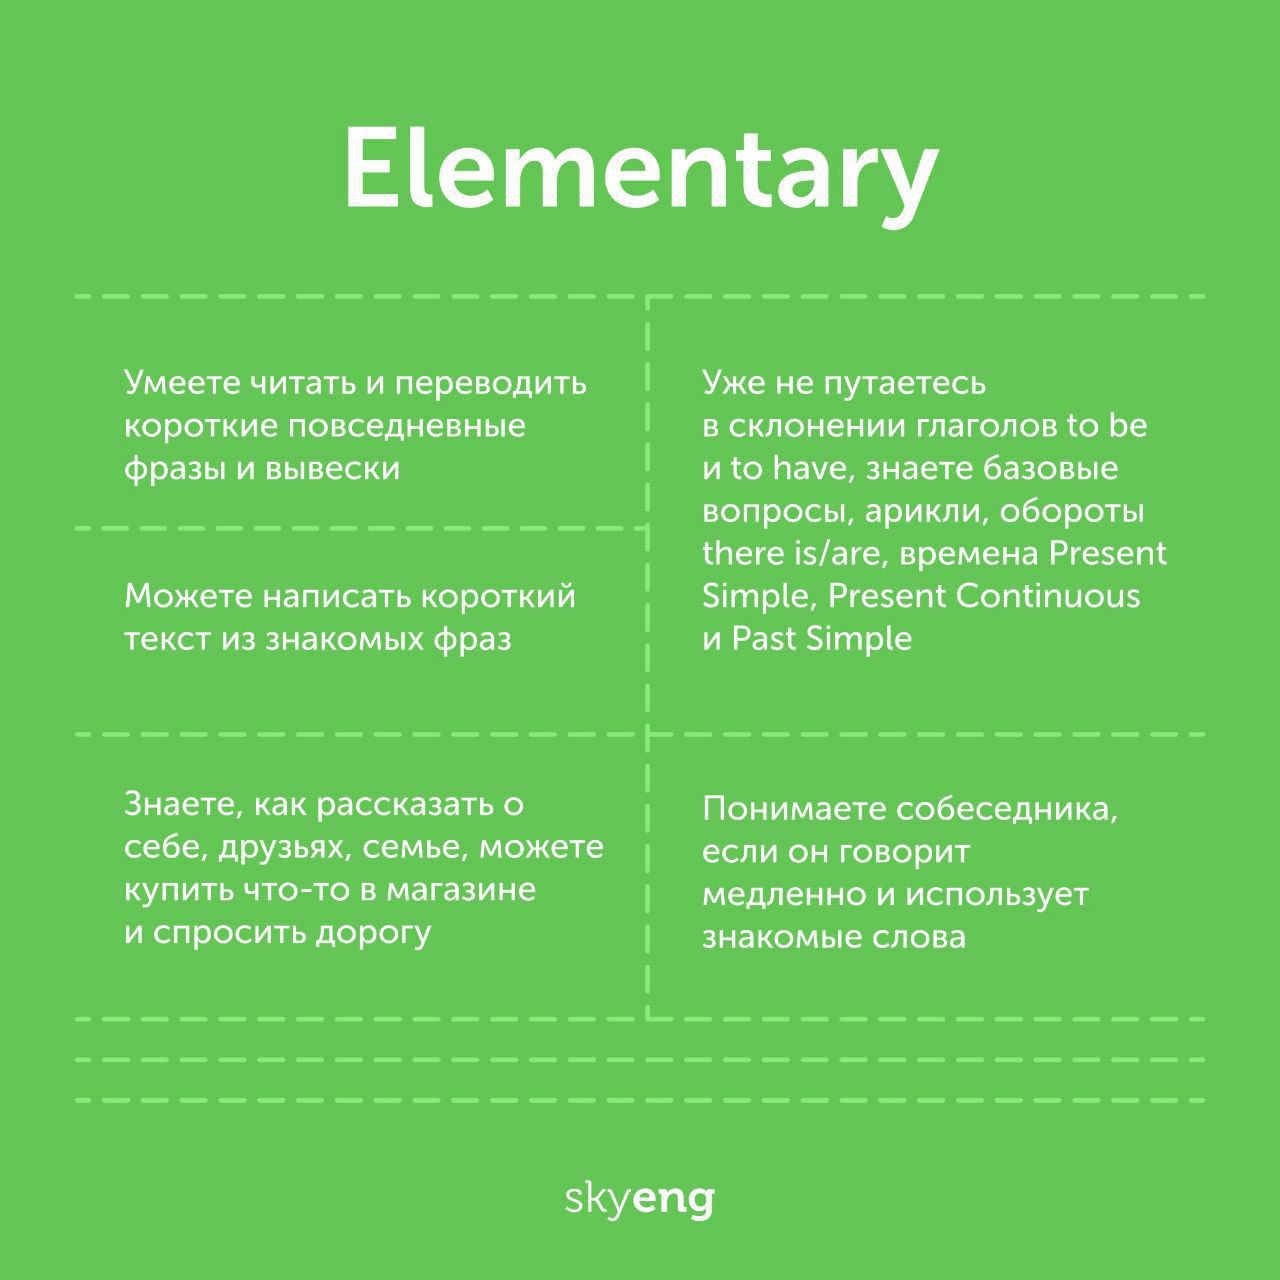 Elementary
Умеете читать и переводить
короткие повседневные
фразы и вывески
Можете написать короткий
текст из знакомых фраз
Знаете, как рассказать о
себе, друзьях, семье, можете
купить что-то в магазине
и спросить дорогу
Уже не путаетесь
в склонении глаголов to be
и to have, знаете базовые
вопросы, арикли, обороты
there is/are, времена Present
Simple, Present Continuous
и Past Simple
Понимаете собеседника,
если он говорит
медленно и использует
знакомые слова
skyeng